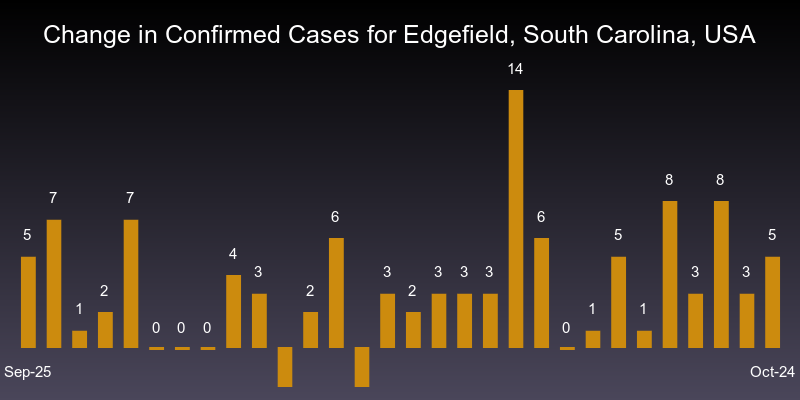 Change in Confirmed Cases for Edgefield, South Carolina, USA
5 7 1 2 7 0 0 0 4 3 2 6 3 2 3 3 3 14 6 0 1 5 1 8 3 8 3 5
Sep-25 Oct-24